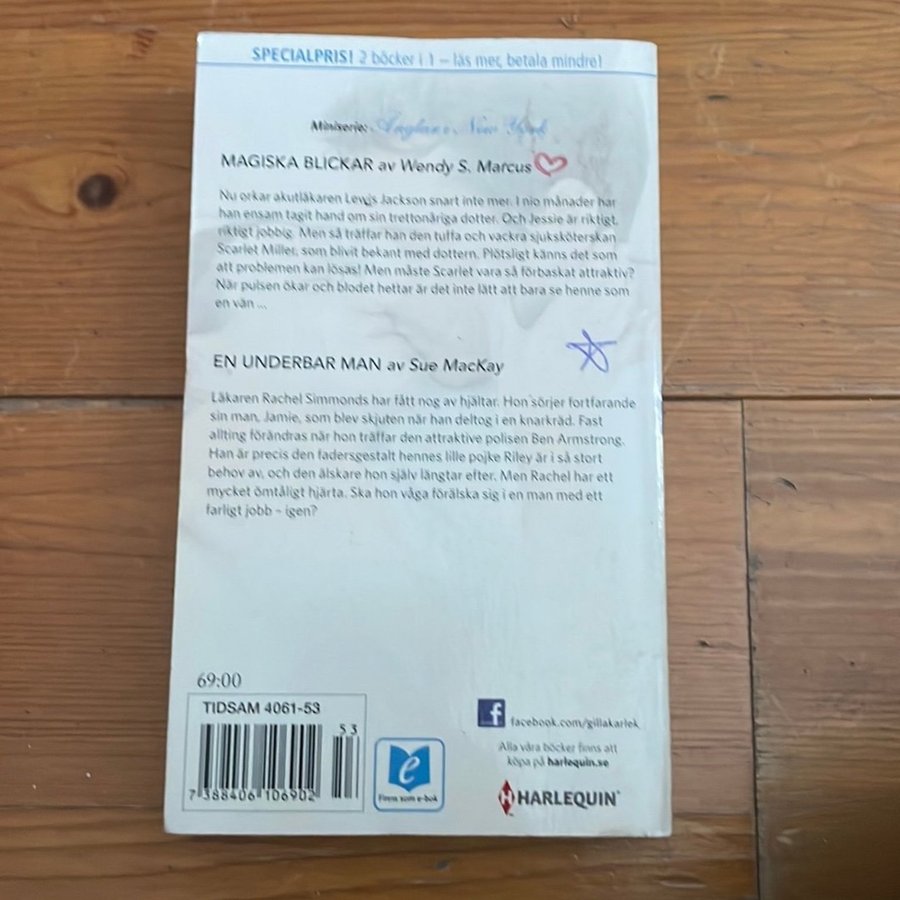 SPECIALPRIS! 2 böcker i 1 – läs mer, betala mindre!
Miniserie: Änglar i New York
MAGISKA BLICKAR av Wendy S. Marcus
Nu orkar akutläkaren Lewis Jackson snart inte mer. I nio månader har
han ensam tagit hand om sin trettonåriga dotter. Och Jessie är riktigt,
riktigt jobbig. Men så träffar han den tuffa och vackra sjuksköterskan
Scarlet Miller, som blivit bekant med dottern. Plötsligt känns det som
att problemen kan lösas! Men måste Scarlet vara så förbaskat attraktiv?
När pulsen ökar och blodet hettar är det inte lätt att bara se henne som
en vän ...
EN UNDERBAR MAN av Sue MacKay
Läkaren Rachel Simmonds har fått nog av hjältar. Hon sörjer fortfarande
sin man, Jamie, som blev skjuten när han deltog i en knarkräd. Fast
allting förändras när hon träffar den attraktive polisen Ben Armstrong.
Han är precis den fadersgestalt hennes lille pojke Riley är i så stort
behov av, och den älskare hon själv längtar efter. Men Rachel har ett
mycket ömtåligt hjärta. Ska hon våga förälska sig i en man med ett
farligt jobb – igen?
69:00
TIDSAM 4061-53
53
7 388406 106902
e
Finns som e-bok
f facebook.com/gillakarlek
Alla våra böcker finns att
köpa på harlequin.se
H HARLEQUIN®